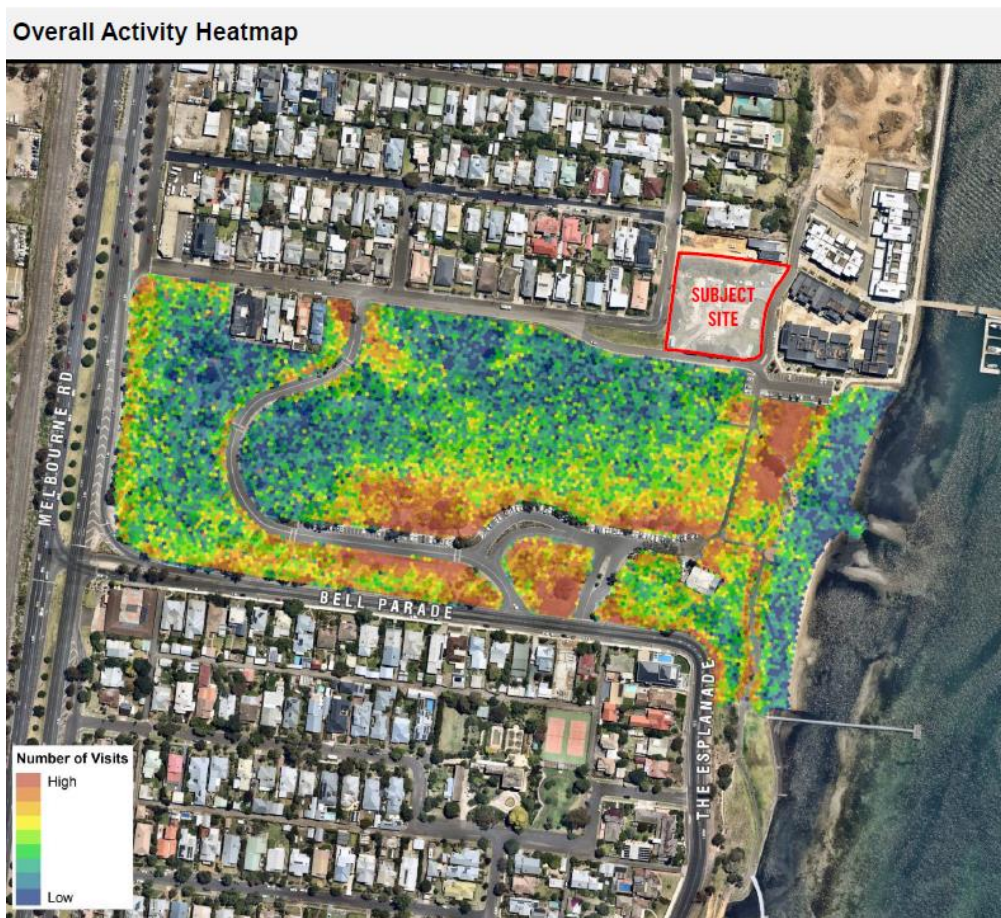 Overall Activity Heatmap
SUBJECT
SITE
MELBOURNE RD
BELL PARADE
THE ESPLANADE
Number of Visits
High
Low